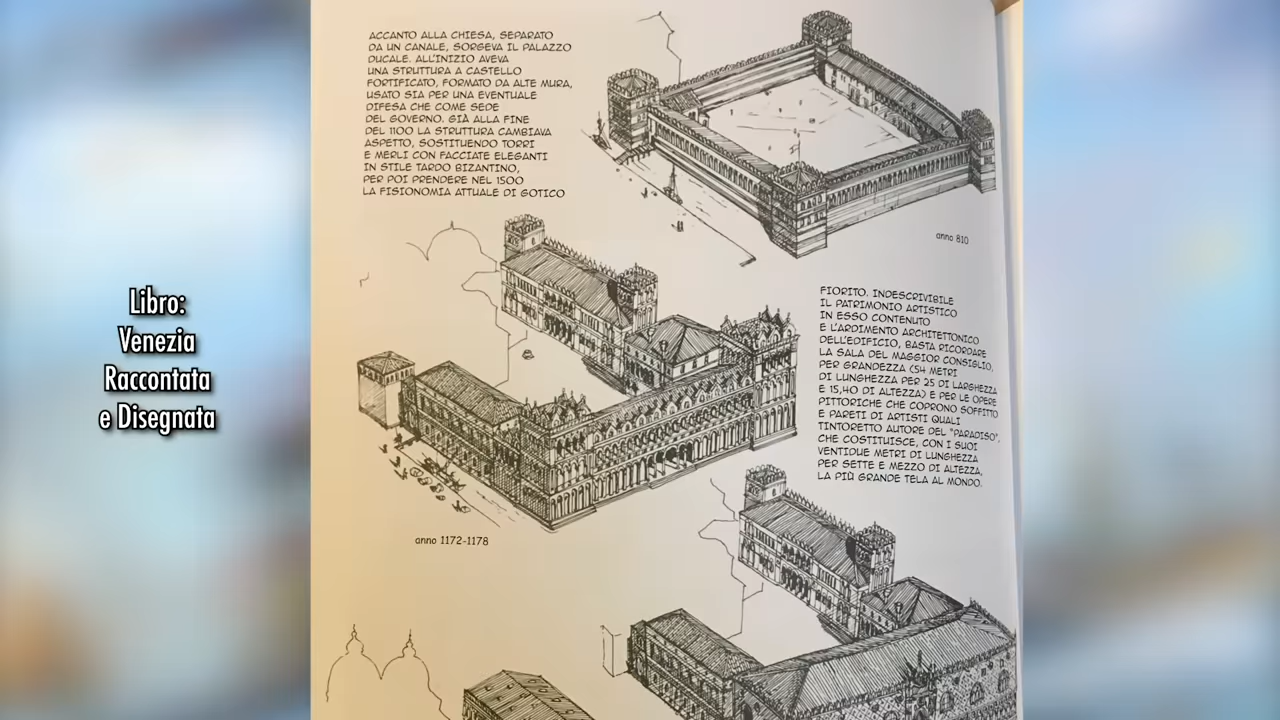 Libro:
Venezia
Raccontata
e Disegnata
ACCANTO ALLA CHIESA, SEPARATO
DA UN CANALE, SORGEVA IL PALAZZO
DUCALE. ALL'INIZIO AVEVA
UNA STRUTTURA A CASTELLO
FORTIFICATO, FORMATO DA ALTE MURA,
USATO SIA PER UNA EVENTUALE
DIFESA CHE COME SEDE
DEL GOVERNO. GIÀ ALLA FINE
DEL 1100 LA STRUTTURA CAMBIAVA
ASPETTO, SOSTITUENDO TORRI
E MERLI CON FACCIATE ELEGANTI
IN STILE TARDO BIZANTINO,
PER POI PRENDERE NEL 1500
LA FISIONOMIA ATTUALE DI GOTICO
anno 810
FIORITO. INDESCRIVIBILE
IL PATRIMONIO ARTISTICO
IN ESSO CONTENUTO
E L'ARDIMENTO ARCHITETTONICO
DELL'EDIFICIO, BASTA RICORDARE
LA SALA DEL MAGGIOR CONSIGLIO,
PER GRANDEZZA (54 METRI
DI LUNGHEZZA PER 25 DI LARGHEZZA
E 15,40 DI ALTEZZA) E PER LE OPERE
PITTORICHE CHE COPRONO SOFFITTO
E PARETI DI ARTISTI QUALI
TINTORETTO AUTORE DEL "PARADISO",
CHE COSTITUISCE, CON I SUOI
VENTIDUE METRI DI LUNGHEZZA
PER SETTE E MEZZO DI ALTEZZA,
LA PIÙ GRANDE TELA AL MONDO.
anno 1172-1178